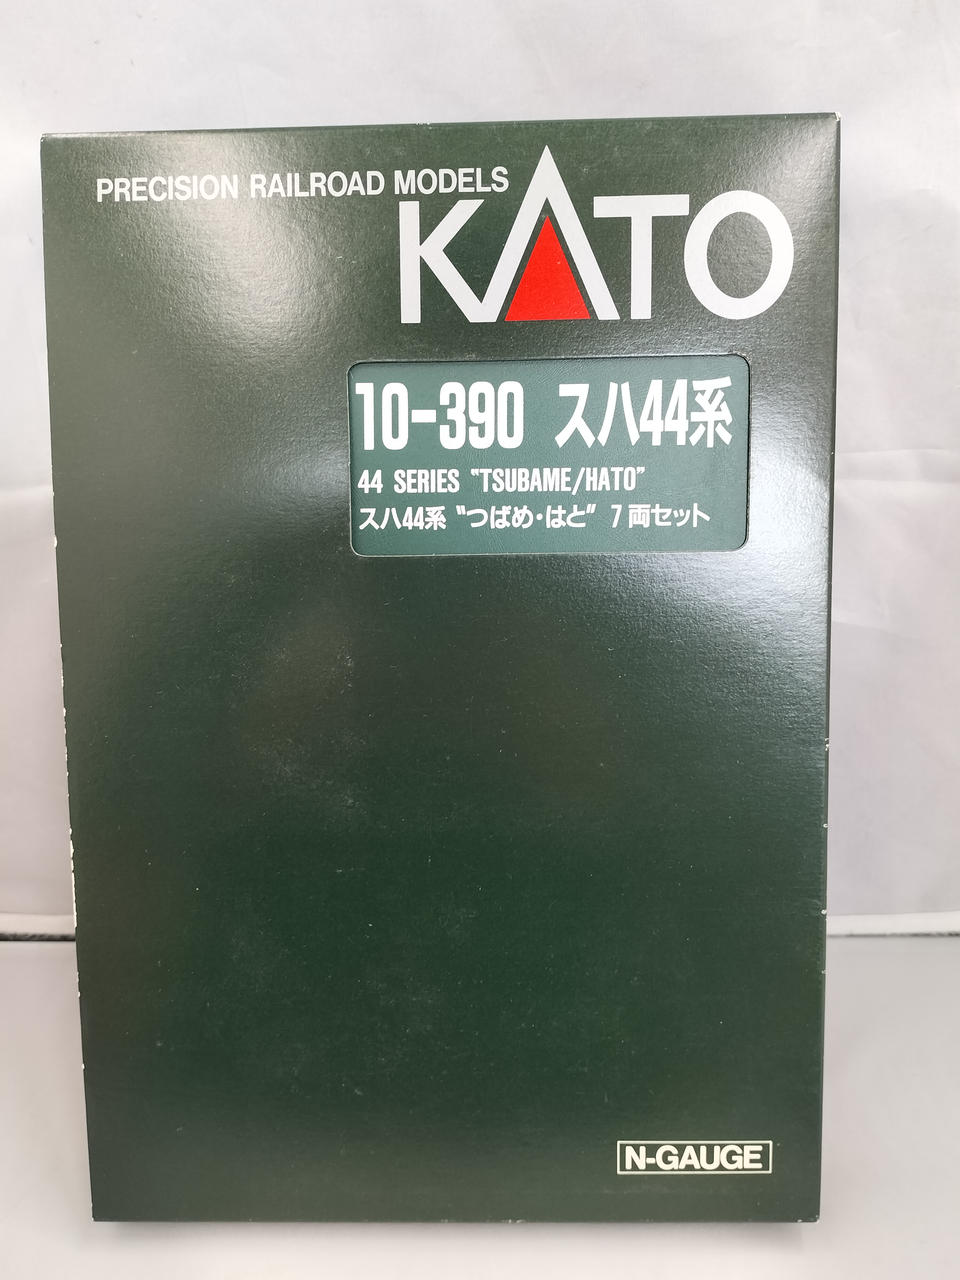 PRECISION RAILROAD MODELS
KATO
10-390 スハ44系
44 SERIES "TSUBAME/HATO"
スハ44系 "つばめ・はと" 7両セット
N-GAUGE